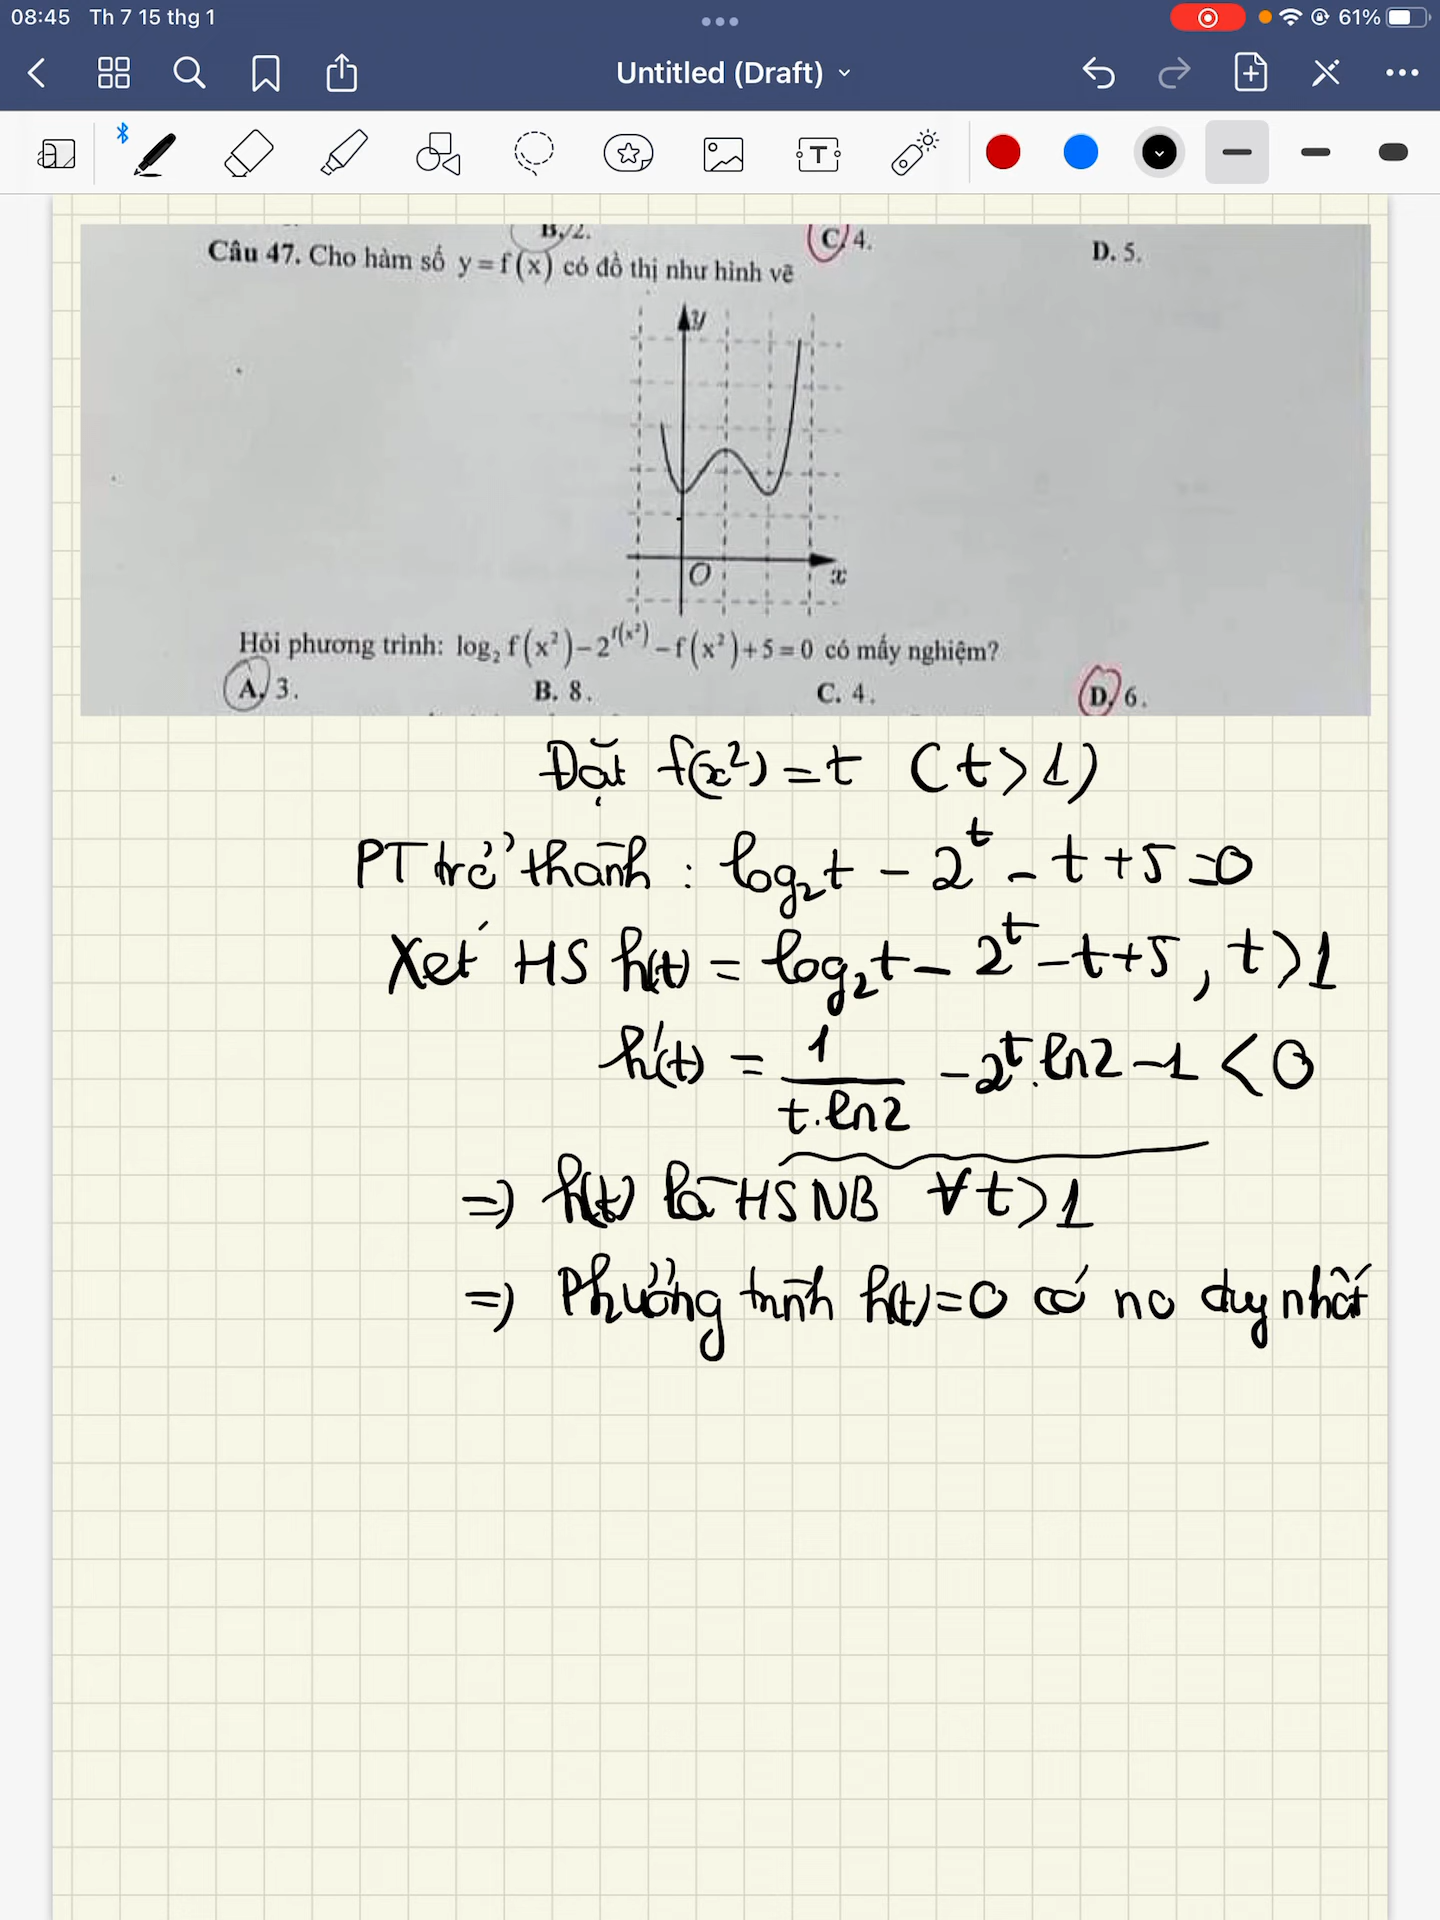 08:45 Th 7 15 thg 1
61%
Untitled (Draft)
T
B. 2.
C. 4.
D. 5.
Câu 47. Cho hàm số y = f(x) có đồ thị như hình vẽ
y
O
x
Hỏi phương trình: log₂ f(x²) − 2^f(x²) − f(x²) + 5 = 0 có mấy nghiệm?
A. 3. B. 8. C. 4. D. 6.
Đặt f(x²) = t (t > 1)
PT trở thành : log₂t − 2^t − t + 5 = 0
Xét HS h(t) = log₂t − 2^t − t + 5 , t > 1
h'(t) = 1/(t.ln2) − 2^t.ln2 − 1 < 0
=) h(t) là HSNB ∀t > 1
=) Phưởng trình h(t) = 0 có no duy nhất